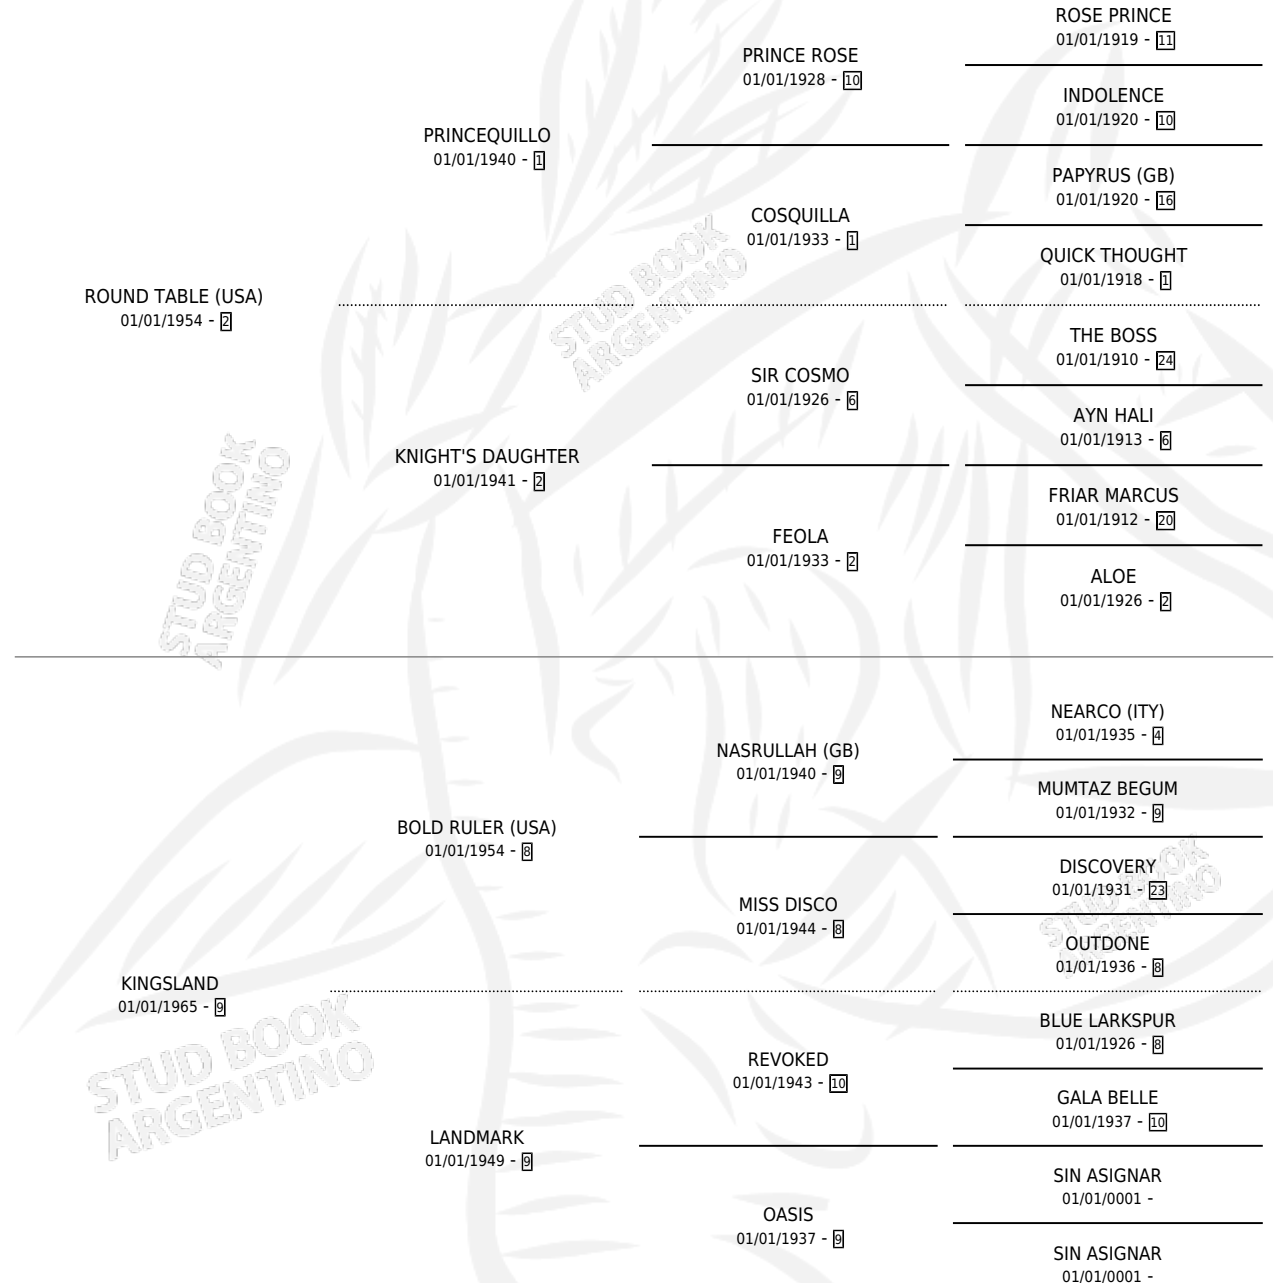 ROSE PRINCE
01/01/1919 - 11
PRINCE ROSE
01/01/1928 - 10
INDOLENCE
01/01/1920 - 10
PRINCEQUILLO
01/01/1940 - 1
PAPYRUS (GB)
01/01/1920 - 16
COSQUILLA
01/01/1933 - 1
QUICK THOUGHT
01/01/1918 - 1
ROUND TABLE (USA)
01/01/1954 - 2
THE BOSS
01/01/1910 - 24
SIR COSMO
01/01/1926 - 6
AYN HALI
01/01/1913 - 6
KNIGHT'S DAUGHTER
01/01/1941 - 2
FRIAR MARCUS
01/01/1912 - 20
FEOLA
01/01/1933 - 2
ALOE
01/01/1926 - 2
NEARCO (ITY)
01/01/1935 - 4
NASRULLAH (GB)
01/01/1940 - 9
MUMTAZ BEGUM
01/01/1932 - 9
BOLD RULER (USA)
01/01/1954 - 8
DISCOVERY
01/01/1931 - 23
MISS DISCO
01/01/1944 - 8
OUTDONE
01/01/1936 - 8
KINGSLAND
01/01/1965 - 9
BLUE LARKSPUR
01/01/1926 - 8
REVOKED
01/01/1943 - 10
GALA BELLE
01/01/1937 - 10
LANDMARK
01/01/1949 - 9
SIN ASIGNAR
01/01/0001 -
OASIS
01/01/1937 - 9
SIN ASIGNAR
01/01/0001 -
STUD BOOK
ARGENTINO
STUD BOOK
ARGENTINO
STUD BOOK
ARGENTINO
STUD BOOK
ARGENTINO